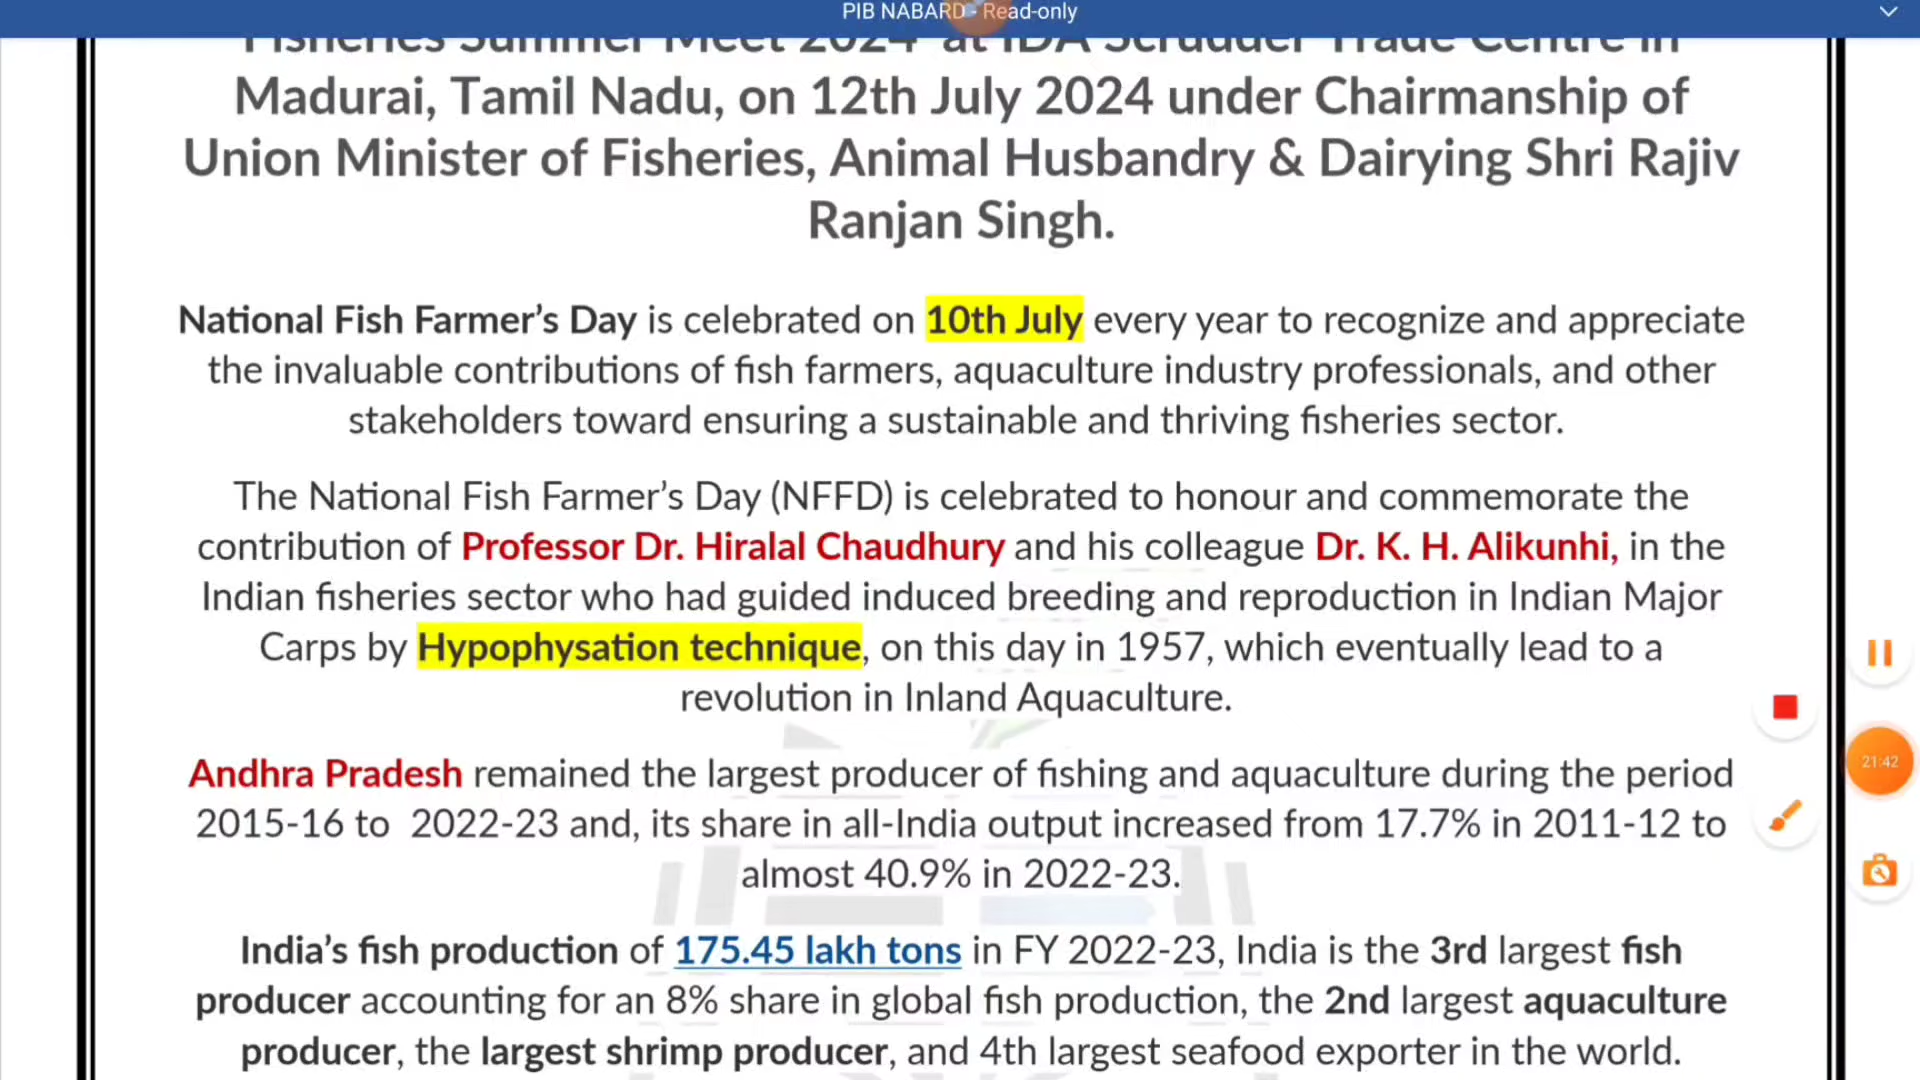 PIB NABARD - Read-only
Fisheries Summer Meet 2024 at IDA Scrudder Trade Centre in
Madurai, Tamil Nadu, on 12th July 2024 under Chairmanship of
Union Minister of Fisheries, Animal Husbandry & Dairying Shri Rajiv
Ranjan Singh.
National Fish Farmer’s Day is celebrated on 10th July every year to recognize and appreciate
the invaluable contributions of fish farmers, aquaculture industry professionals, and other
stakeholders toward ensuring a sustainable and thriving fisheries sector.
The National Fish Farmer’s Day (NFFD) is celebrated to honour and commemorate the
contribution of Professor Dr. Hiralal Chaudhury and his colleague Dr. K. H. Alikunhi, in the
Indian fisheries sector who had guided induced breeding and reproduction in Indian Major
Carps by Hypophysation technique, on this day in 1957, which eventually lead to a
revolution in Inland Aquaculture.
Andhra Pradesh remained the largest producer of fishing and aquaculture during the period
2015-16 to 2022-23 and, its share in all-India output increased from 17.7% in 2011-12 to
almost 40.9% in 2022-23.
India’s fish production of 175.45 lakh tons in FY 2022-23, India is the 3rd largest fish
producer accounting for an 8% share in global fish production, the 2nd largest aquaculture
producer, the largest shrimp producer, and 4th largest seafood exporter in the world.
21:42